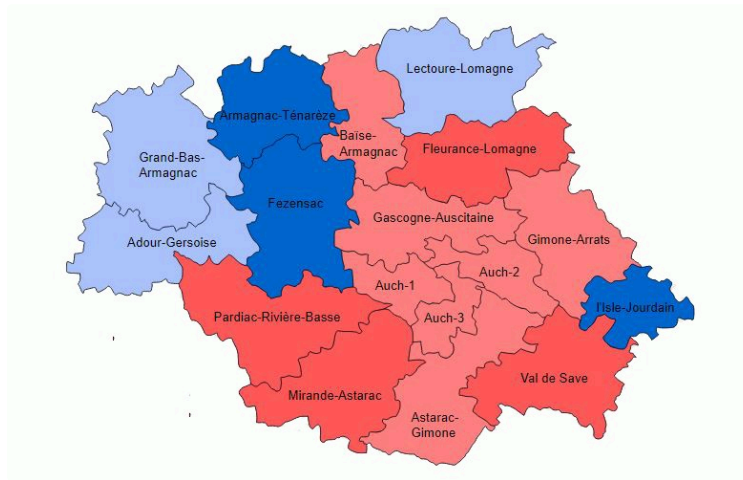 Lectoure-Lomagne
Armagnac-Ténarèze
Baïse-
Armagnac
Fleurance-Lomagne
Grand-Bas-
Armagnac
Fezensac
Gascogne-Auscitaine
Adour-Gersoise
Gimone-Arrats
Auch-2
Auch-1
l'Isle-Jourdain
Pardiac-Rivière-Basse
Auch-3
Val de Save
Mirande-Astarac
Astarac-
Gimone